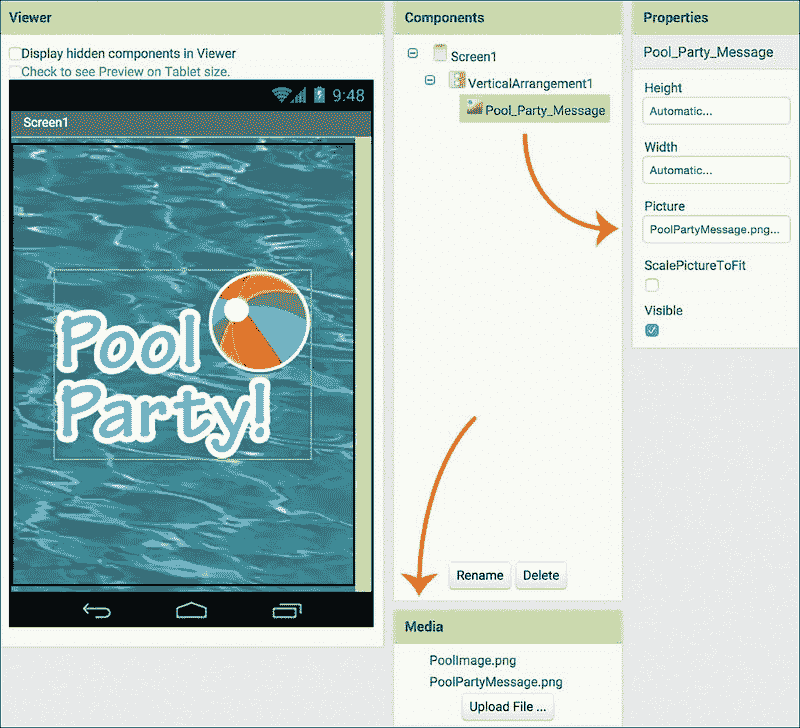 Viewer
Display hidden components in Viewer
Check to see Preview on Tablet size.
9:48
Screen1
Pool
Party!
Components
Screen1
VerticalArrangement1
Pool_Party_Message
Rename
Delete
Media
PoolImage.png
PoolPartyMessage.png
Upload File ...
Properties
Pool_Party_Message
Height
Automatic...
Width
Automatic...
Picture
PoolPartyMessage.png...
ScalePictureToFit
Visible